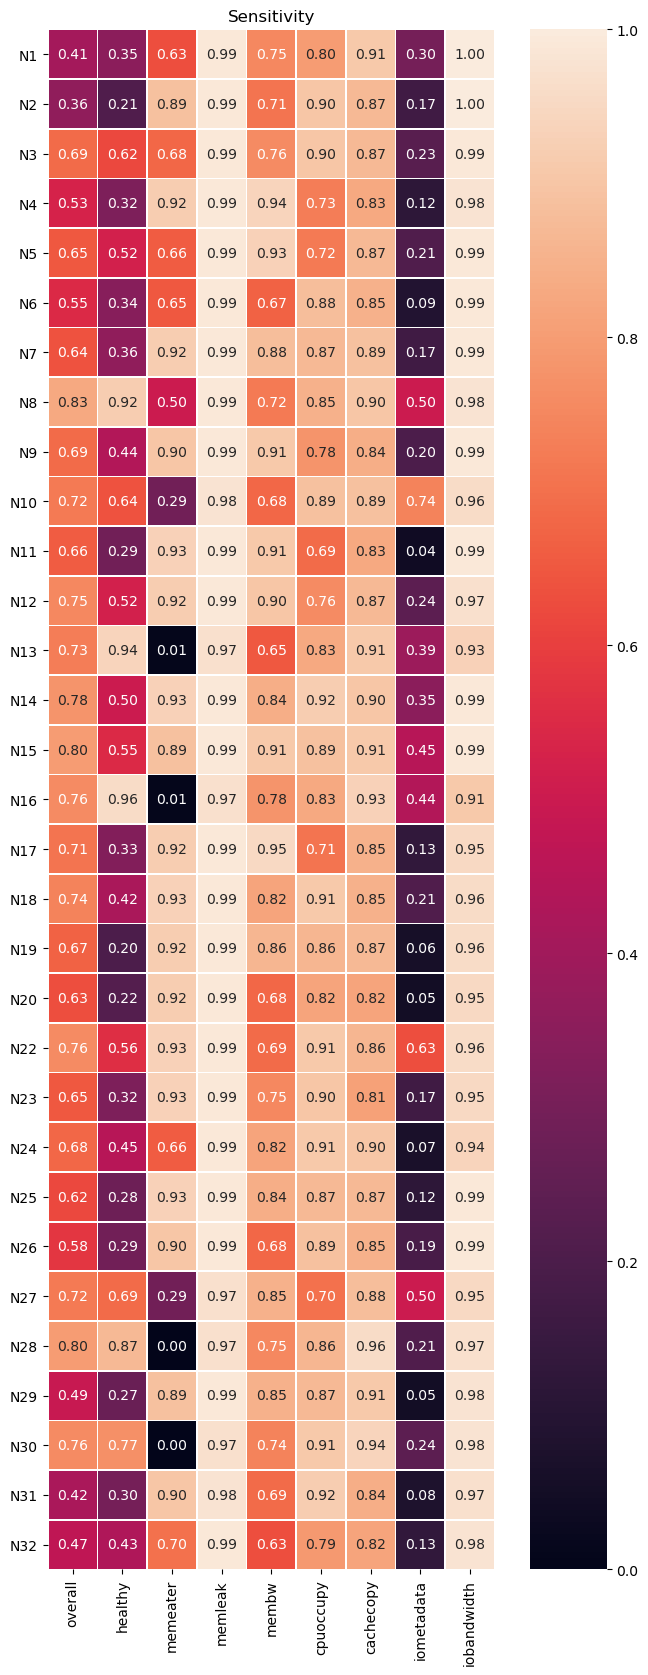 Sensitivity
N1 0.41 0.35 0.63 0.99 0.75 0.80 0.91 0.30 1.00
N2 0.36 0.21 0.89 0.99 0.71 0.90 0.87 0.17 1.00
N3 0.69 0.62 0.68 0.99 0.76 0.90 0.87 0.23 0.99
N4 0.53 0.32 0.92 0.99 0.94 0.73 0.83 0.12 0.98
N5 0.65 0.52 0.66 0.99 0.93 0.72 0.87 0.21 0.99
N6 0.55 0.34 0.65 0.99 0.67 0.88 0.85 0.09 0.99
N7 0.64 0.36 0.92 0.99 0.88 0.87 0.89 0.17 0.99
N8 0.83 0.92 0.50 0.99 0.72 0.85 0.90 0.50 0.98
N9 0.69 0.44 0.90 0.99 0.91 0.78 0.84 0.20 0.99
N10 0.72 0.64 0.29 0.98 0.68 0.89 0.89 0.74 0.96
N11 0.66 0.29 0.93 0.99 0.91 0.69 0.83 0.04 0.99
N12 0.75 0.52 0.92 0.99 0.90 0.76 0.87 0.24 0.97
N13 0.73 0.94 0.01 0.97 0.65 0.83 0.91 0.39 0.93
N14 0.78 0.50 0.93 0.99 0.84 0.92 0.90 0.35 0.99
N15 0.80 0.55 0.89 0.99 0.91 0.89 0.91 0.45 0.99
N16 0.76 0.96 0.01 0.97 0.78 0.83 0.93 0.44 0.91
N17 0.71 0.33 0.92 0.99 0.95 0.71 0.85 0.13 0.95
N18 0.74 0.42 0.93 0.99 0.82 0.91 0.85 0.21 0.96
N19 0.67 0.20 0.92 0.99 0.86 0.86 0.87 0.06 0.96
N20 0.63 0.22 0.92 0.99 0.68 0.82 0.82 0.05 0.95
N22 0.76 0.56 0.93 0.99 0.69 0.91 0.86 0.63 0.96
N23 0.65 0.32 0.93 0.99 0.75 0.90 0.81 0.17 0.95
N24 0.68 0.45 0.66 0.99 0.82 0.91 0.90 0.07 0.94
N25 0.62 0.28 0.93 0.99 0.84 0.87 0.87 0.12 0.99
N26 0.58 0.29 0.90 0.99 0.68 0.89 0.85 0.19 0.99
N27 0.72 0.69 0.29 0.97 0.85 0.70 0.88 0.50 0.95
N28 0.80 0.87 0.00 0.97 0.75 0.86 0.96 0.21 0.97
N29 0.49 0.27 0.89 0.99 0.85 0.87 0.91 0.05 0.98
N30 0.76 0.77 0.00 0.97 0.74 0.91 0.94 0.24 0.98
N31 0.42 0.30 0.90 0.98 0.69 0.92 0.84 0.08 0.97
N32 0.47 0.43 0.70 0.99 0.63 0.79 0.82 0.13 0.98
overall healthy memeater memleak membw cpuoccupy cachecopy iometadata iobandwidth
1.0
0.8
0.6
0.4
0.2
0.0